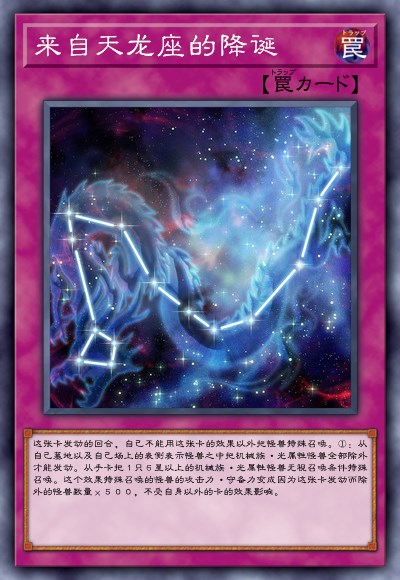 来自天龙座的降诞
トラップ
罠
トラップ
【罠カード】
这张卡发动的回合，自己不能用这张卡的效果以外把怪兽特殊召唤。①：从
自己墓地以及自己场上的表侧表示怪兽之中把机械族·光属性怪兽全部除外
才能发动。从手卡把1只6星以上的机械族·光属性怪兽无视召唤条件特殊
召唤。这个效果特殊召唤的怪兽的攻击力·守备力变成因为这张卡发动而除
外的怪兽数量×500，不受自身以外的卡的效果影响。